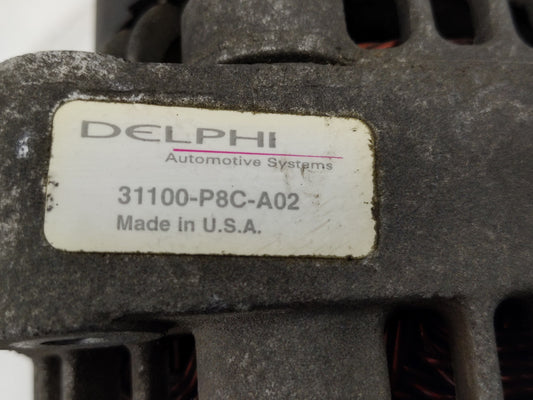 DELPHI
Automotive Systems
31100-P8C-A02
Made in U.S.A.